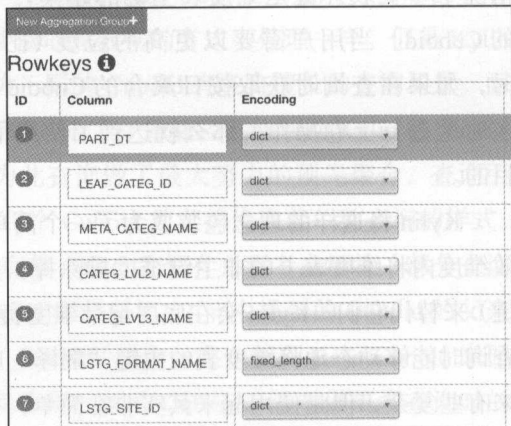 New Aggregation Group+
Rowkeys
ID Column Encoding
1 PART_DT dict
2 LEAF_CATEG_ID dict
3 META_CATEG_NAME dict
4 CATEG_LVL2_NAME dict
5 CATEG_LVL3_NAME dict
6 LSTG_FORMAT_NAME fixed_length
7 LSTG_SITE_ID dict